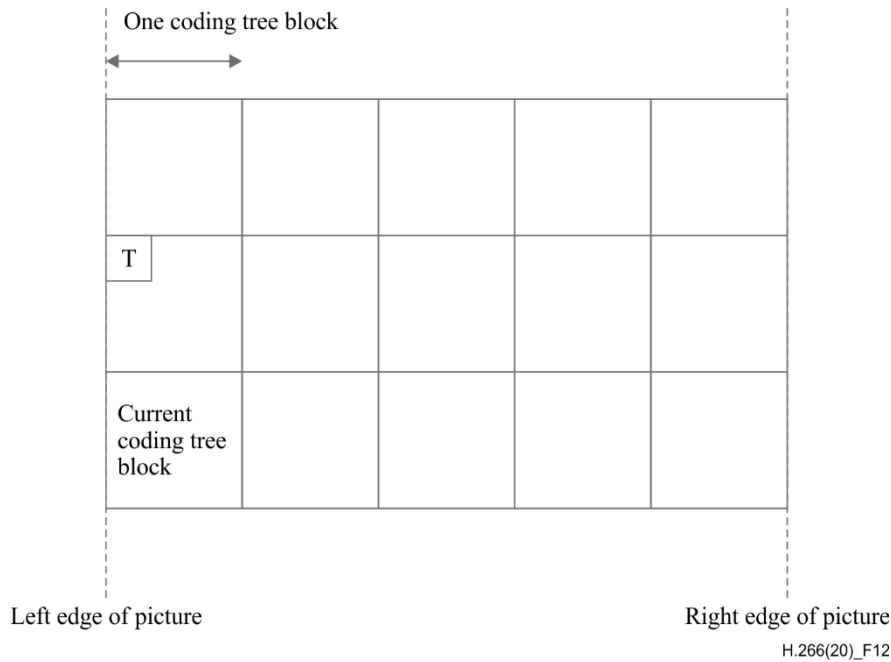 One coding tree block
T
Current
coding tree
block
Left edge of picture
Right edge of picture
H.266(20)_F12